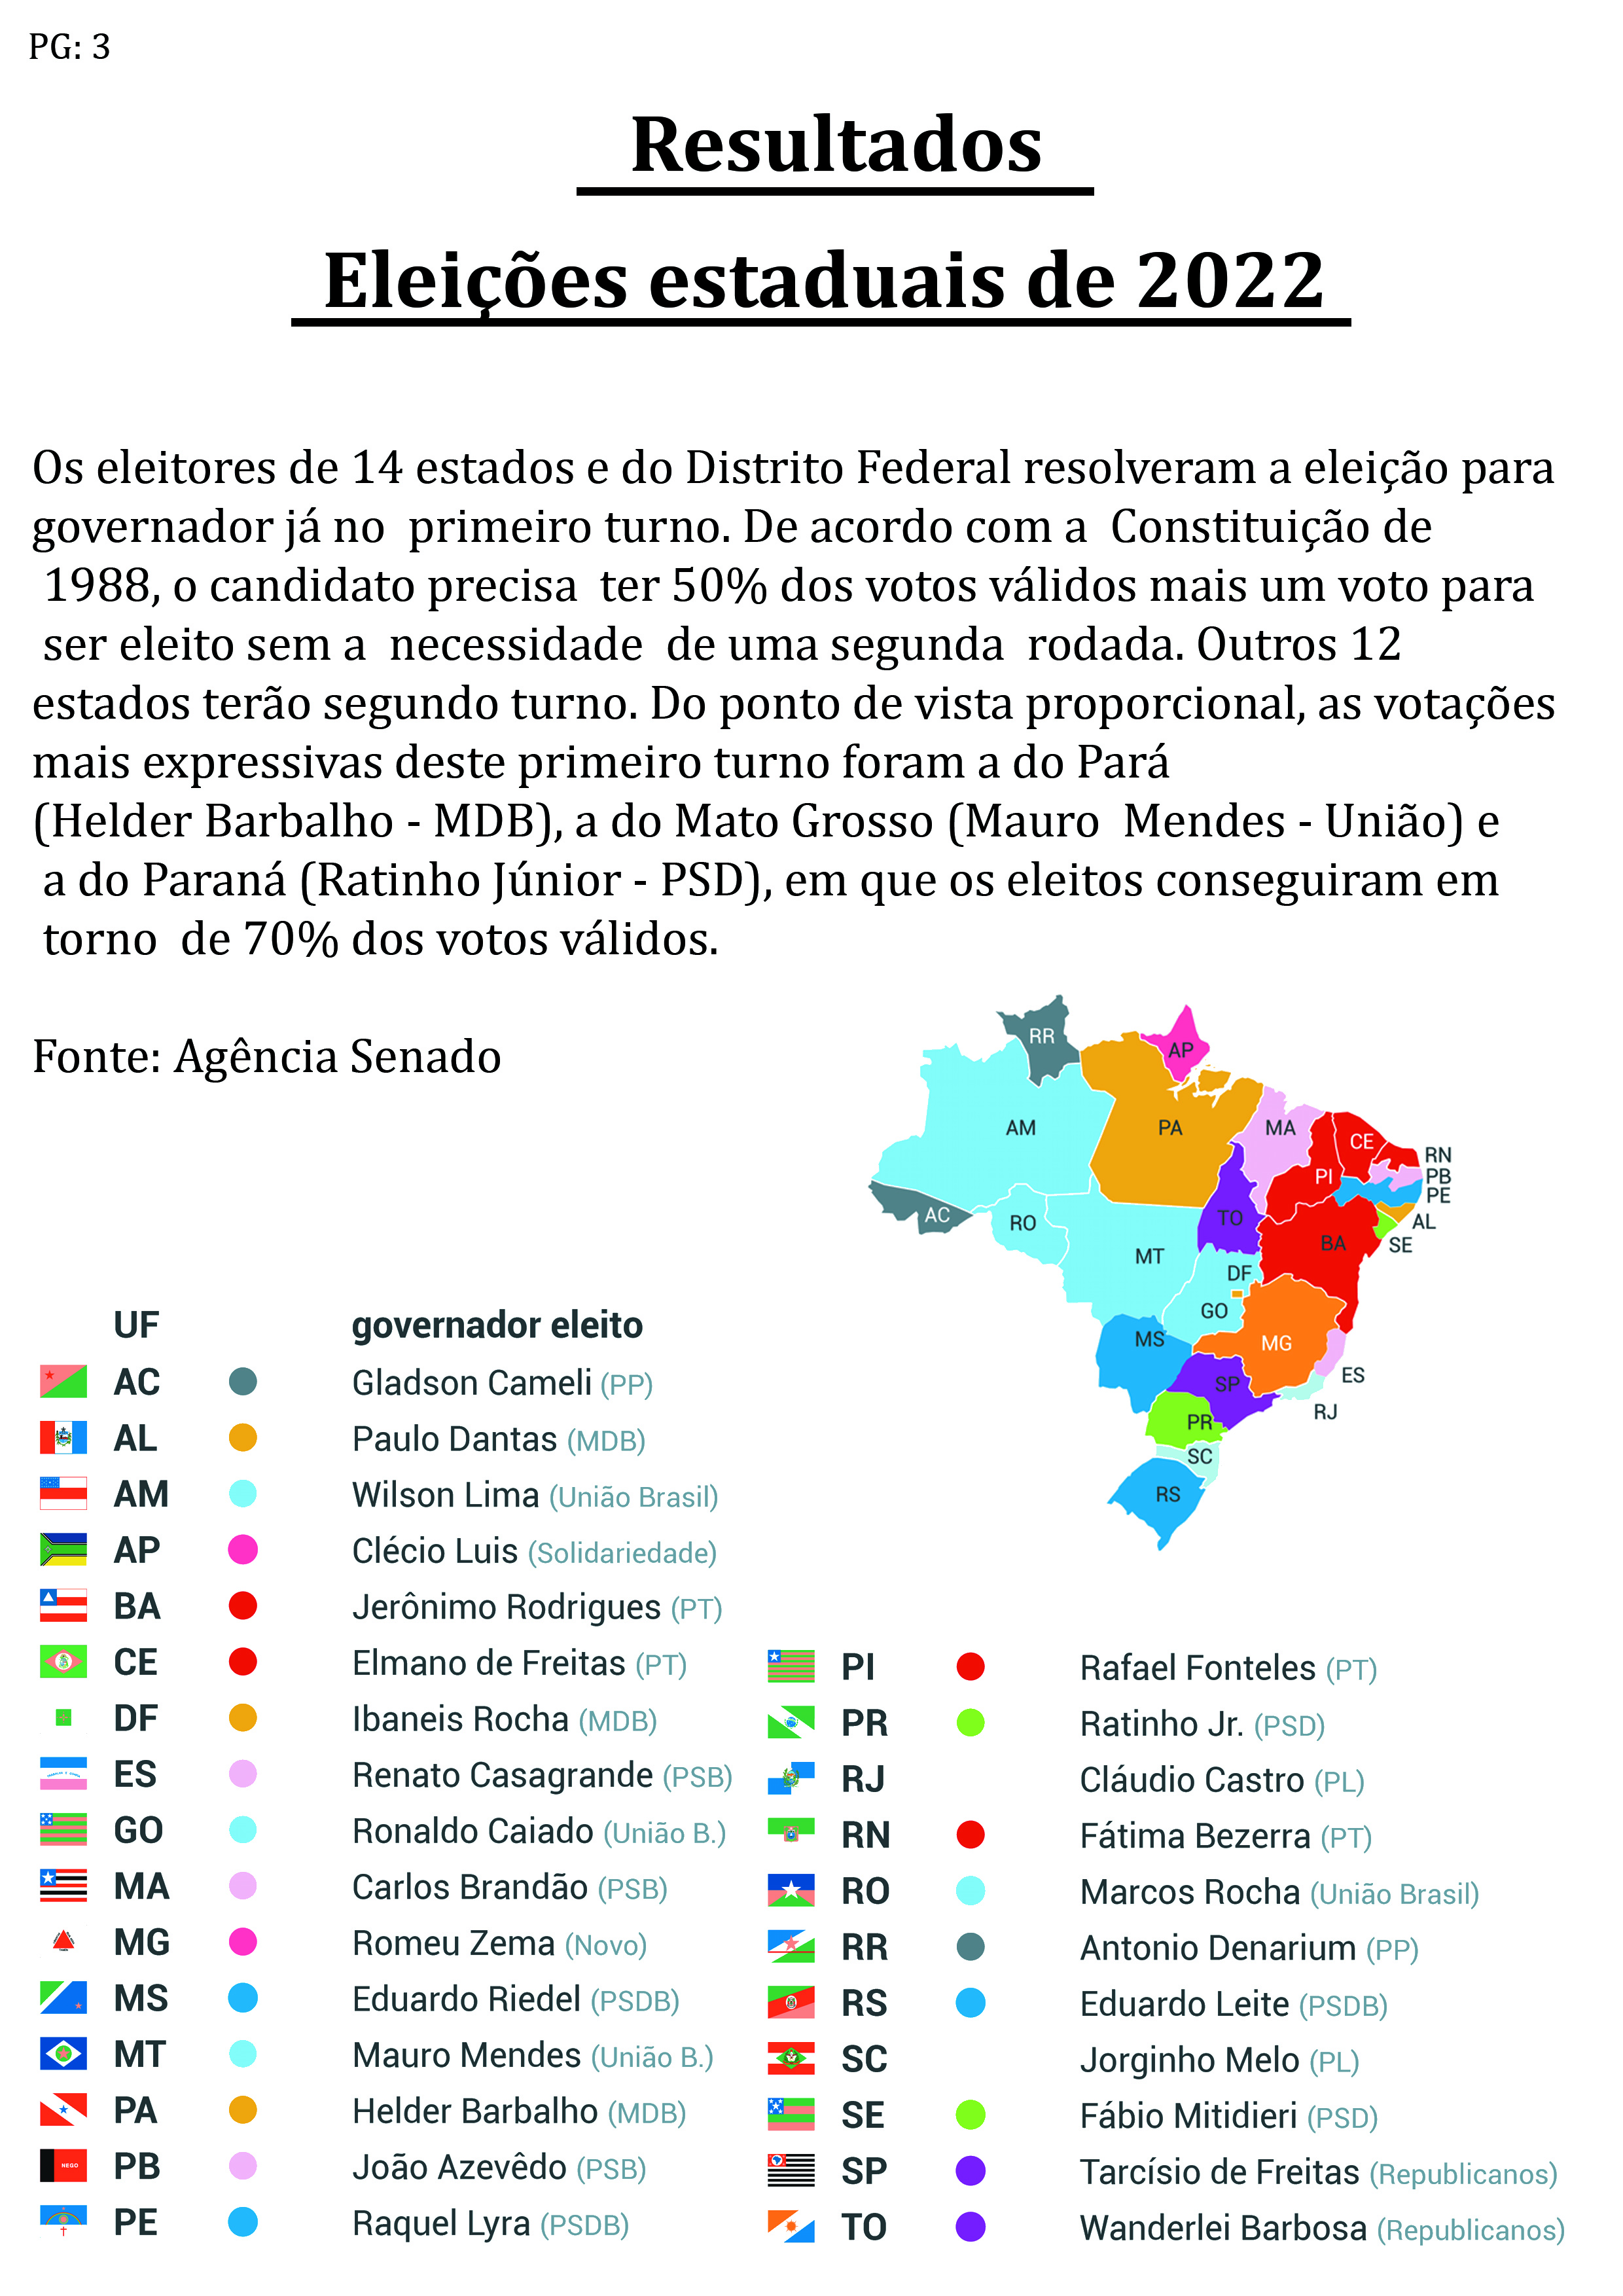 PG: 3
Resultados
Eleições estaduais de 2022
Os eleitores de 14 estados e do Distrito Federal resolveram a eleição para
governador já no primeiro turno. De acordo com a Constituição de
1988, o candidato precisa ter 50% dos votos válidos mais um voto para
ser eleito sem a necessidade de uma segunda rodada. Outros 12
estados terão segundo turno. Do ponto de vista proporcional, as votações
mais expressivas deste primeiro turno foram a do Pará
(Helder Barbalho - MDB), a do Mato Grosso (Mauro Mendes - União) e
a do Paraná (Ratinho Júnior - PSD), em que os eleitos conseguiram em
torno de 70% dos votos válidos.
Fonte: Agência Senado
RR
AP
AM
PA
MA
CE
RN
PI
PB
PE
AC
RO
TO
AL
BA
SE
MT
DF
GO
MS
MG
ES
SP
RJ
PR
SC
RS
UF governador eleito
AC Gladson Cameli (PP)
AL Paulo Dantas (MDB)
AM Wilson Lima (União Brasil)
AP Clécio Luis (Solidariedade)
BA Jerônimo Rodrigues (PT)
CE Elmano de Freitas (PT)
DF Ibaneis Rocha (MDB)
ES Renato Casagrande (PSB)
GO Ronaldo Caiado (União B.)
MA Carlos Brandão (PSB)
MG Romeu Zema (Novo)
MS Eduardo Riedel (PSDB)
MT Mauro Mendes (União B.)
PA Helder Barbalho (MDB)
NEGO
PB João Azevêdo (PSB)
PE Raquel Lyra (PSDB)
PI Rafael Fonteles (PT)
PR Ratinho Jr. (PSD)
RJ Cláudio Castro (PL)
RN Fátima Bezerra (PT)
RO Marcos Rocha (União Brasil)
RR Antonio Denarium (PP)
RS Eduardo Leite (PSDB)
SC Jorginho Melo (PL)
SE Fábio Mitidieri (PSD)
SP Tarcísio de Freitas (Republicanos)
TO Wanderlei Barbosa (Republicanos)